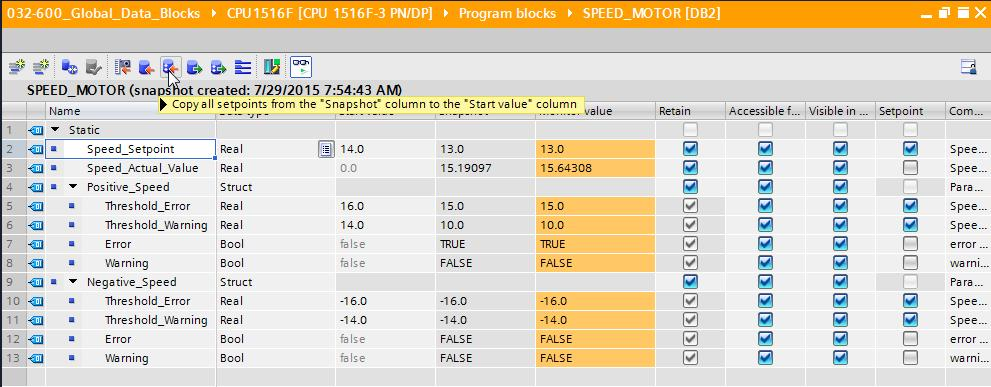 032-600_Global_Data_Blocks ▸ CPU1516F [CPU 1516F-3 PN/DP] ▸ Program blocks ▸ SPEED_MOTOR [DB2]
SPEED_MOTOR (snapshot created: 7/29/2015 7:54:43 AM)
Copy all setpoints from the "Snapshot" column to the "Start value" column
Name Data type Start value Snapshot Monitor value Retain Accessible f... Visible in ... Setpoint Com...
1 Static
2 Speed_Setpoint Real 14.0 13.0 13.0 Spee...
3 Speed_Actual_Value Real 0.0 15.19097 15.64308 Spee...
4 Positive_Speed Struct Para...
5 Threshold_Error Real 16.0 15.0 15.0 Spee...
6 Threshold_Warning Real 14.0 10.0 10.0 Spee...
7 Error Bool false TRUE TRUE error ...
8 Warning Bool false FALSE FALSE warni...
9 Negative_Speed Struct Para...
10 Threshold_Error Real -16.0 -16.0 -16.0 Spee...
11 Threshold_Warning Real -14.0 -14.0 -14.0 Spee...
12 Error Bool false FALSE FALSE error ...
13 Warning Bool false FALSE FALSE warni...